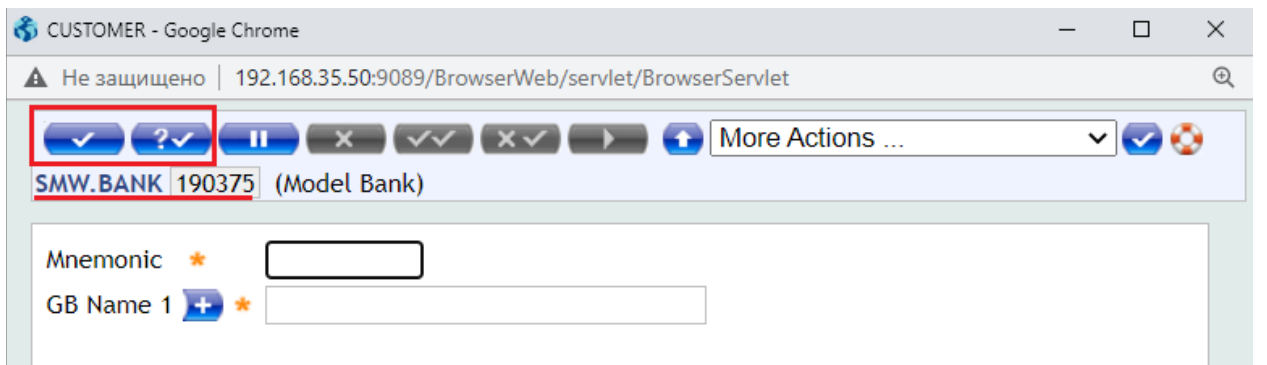 CUSTOMER - Google Chrome
Не защищено | 192.168.35.50:9089/BrowserWeb/servlet/BrowserServlet
More Actions ...
SMW.BANK 190375 (Model Bank)
Mnemonic *
GB Name 1 + *